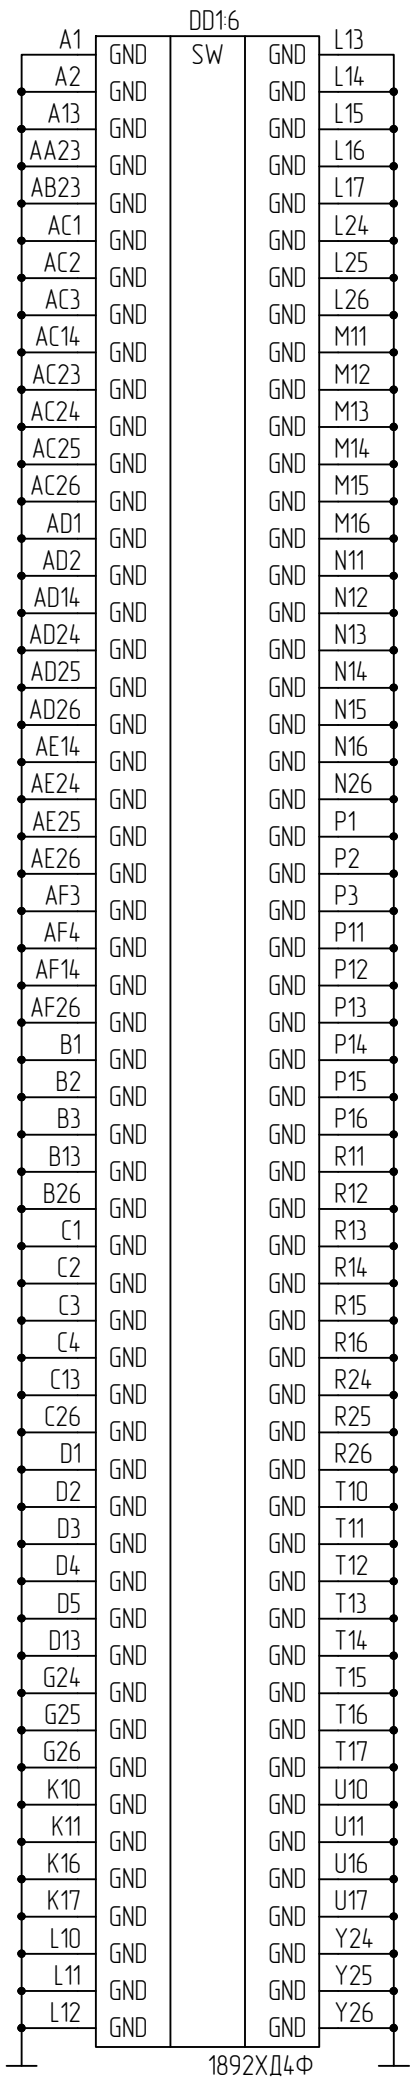 DD1:6
A1 GND SW GND L13
A2 GND GND L14
A13 GND GND L15
AA23 GND GND L16
AB23 GND GND L17
AC1 GND GND L24
AC2 GND GND L25
AC3 GND GND L26
AC14 GND GND M11
AC23 GND GND M12
AC24 GND GND M13
AC25 GND GND M14
AC26 GND GND M15
AD1 GND GND M16
AD2 GND GND N11
AD14 GND GND N12
AD24 GND GND N13
AD25 GND GND N14
AD26 GND GND N15
AE14 GND GND N16
AE24 GND GND N26
AE25 GND GND P1
AE26 GND GND P2
AF3 GND GND P3
AF4 GND GND P11
AF14 GND GND P12
AF26 GND GND P13
B1 GND GND P14
B2 GND GND P15
B3 GND GND P16
B13 GND GND R11
B26 GND GND R12
C1 GND GND R13
C2 GND GND R14
C3 GND GND R15
C4 GND GND R16
C13 GND GND R24
C26 GND GND R25
D1 GND GND R26
D2 GND GND T10
D3 GND GND T11
D4 GND GND T12
D5 GND GND T13
D13 GND GND T14
G24 GND GND T15
G25 GND GND T16
G26 GND GND T17
K10 GND GND U10
K11 GND GND U11
K16 GND GND U16
K17 GND GND U17
L10 GND GND Y24
L11 GND GND Y25
L12 GND GND Y26
1892ХД4Ф